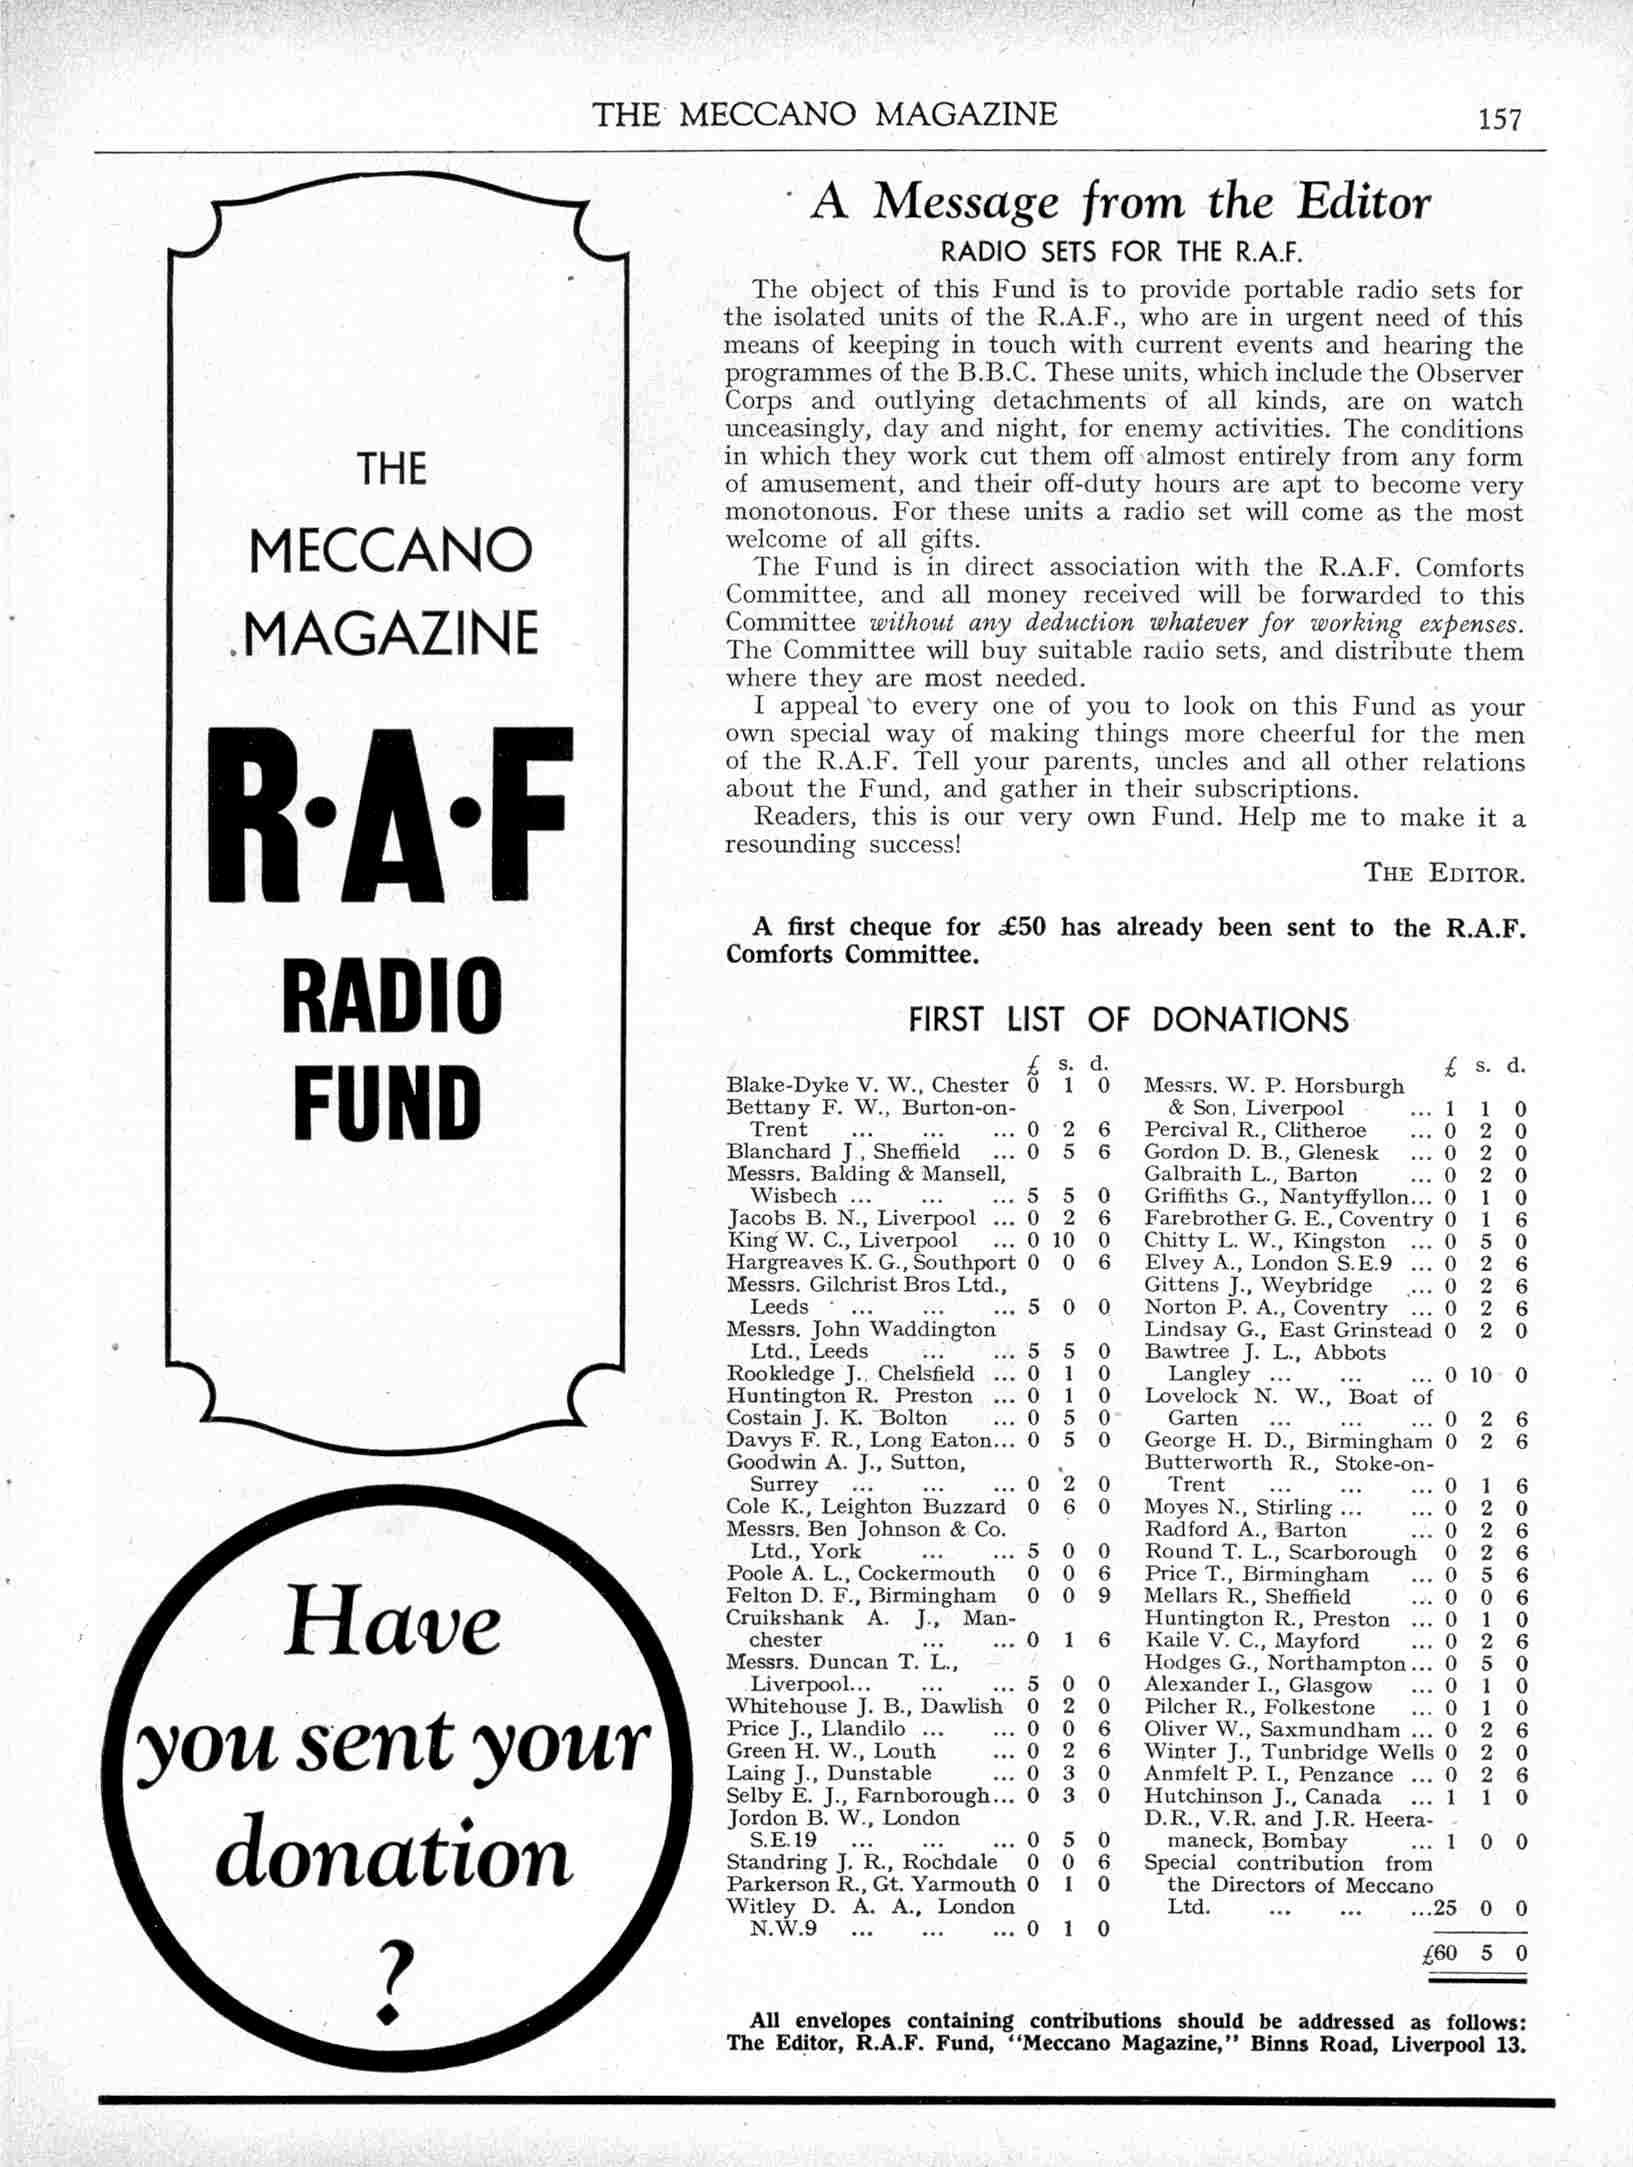 THE MECCANO MAGAZINE
157
THE
MECCANO
MAGAZINE
R·A·F
RADIO
FUND
Have
you sent your
donation
?
A Message from the Editor
RADIO SETS FOR THE R.A.F.
The object of this Fund is to provide portable radio sets for
the isolated units of the R.A.F., who are in urgent need of this
means of keeping in touch with current events and hearing the
programmes of the B.B.C. These units, which include the Observer
Corps and outlying detachments of all kinds, are on watch
unceasingly, day and night, for enemy activities. The conditions
in which they work cut them off almost entirely from any form
of amusement, and their off-duty hours are apt to become very
monotonous. For these units a radio set will come as the most
welcome of all gifts.
The Fund is in direct association with the R.A.F. Comforts
Committee, and all money received will be forwarded to this
Committee without any deduction whatever for working expenses.
The Committee will buy suitable radio sets, and distribute them
where they are most needed.
I appeal to every one of you to look on this Fund as your
own special way of making things more cheerful for the men
of the R.A.F. Tell your parents, uncles and all other relations
about the Fund, and gather in their subscriptions.
Readers, this is our very own Fund. Help me to make it a
resounding success!
THE EDITOR.
A first cheque for £50 has already been sent to the R.A.F.
Comforts Committee.
FIRST LIST OF DONATIONS
£ s. d.
Blake-Dyke V. W., Chester 0 1 0
Bettany F. W., Burton-on-
Trent ... ... ... 0 2 6
Blanchard J., Sheffield ... 0 5 6
Messrs. Balding & Mansell,
Wisbech ... ... ... 5 5 0
Jacobs B. N., Liverpool ... 0 2 6
King W. C., Liverpool ... 0 10 0
Hargreaves K. G., Southport 0 0 6
Messrs. Gilchrist Bros Ltd.,
Leeds ... ... ... 5 0 0
Messrs. John Waddington
Ltd., Leeds ... ... 5 5 0
Rookledge J., Chelsfield ... 0 1 0
Huntington R. Preston ... 0 1 0
Costain J. K. Bolton ... 0 5 0
Davys F. R., Long Eaton... 0 5 0
Goodwin A. J., Sutton,
Surrey ... ... ... 0 2 0
Cole K., Leighton Buzzard 0 6 0
Messrs. Ben Johnson & Co.
Ltd., York ... ... 5 0 0
Poole A. L., Cockermouth 0 0 6
Felton D. F., Birmingham 0 0 9
Cruikshank A. J., Man-
chester ... ... 0 1 6
Messrs. Duncan T. L.,
Liverpool... ... ... 5 0 0
Whitehouse J. B., Dawlish 0 2 0
Price J., Llandilo ... ... 0 0 6
Green H. W., Louth ... 0 2 6
Laing J., Dunstable ... 0 3 0
Selby E. J., Farnborough... 0 3 0
Jordon B. W., London
S.E.19 ... ... ... 0 5 0
Standring J. R., Rochdale 0 0 6
Parkerson R., Gt. Yarmouth 0 1 0
Witley D. A. A., London
N.W.9 ... ... ... 0 1 0
£ s. d.
Messrs. W. P. Horsburgh
& Son, Liverpool ... 1 1 0
Percival R., Clitheroe ... 0 2 0
Gordon D. B., Glenesk ... 0 2 0
Galbraith L., Barton ... 0 2 0
Griffiths G., Nantyffyllon... 0 1 0
Farebrother G. E., Coventry 0 1 6
Chitty L. W., Kingston ... 0 5 0
Elvey A., London S.E.9 ... 0 2 6
Gittens J., Weybridge ... 0 2 6
Norton P. A., Coventry ... 0 2 6
Lindsay G., East Grinstead 0 2 0
Bawtree J. L., Abbots
Langley ... ... ... 0 10 0
Lovelock N. W., Boat of
Garten ... ... ... 0 2 6
George H. D., Birmingham 0 2 6
Butterworth R., Stoke-on-
Trent ... ... ... 0 1 6
Moyes N., Stirling ... ... 0 2 0
Radford A., Barton ... 0 2 6
Round T. L., Scarborough 0 2 6
Price T., Birmingham ... 0 5 6
Mellars R., Sheffield ... 0 0 6
Huntington R., Preston ... 0 1 0
Kaile V. C., Mayford ... 0 2 6
Hodges G., Northampton... 0 5 0
Alexander I., Glasgow ... 0 1 0
Pilcher R., Folkestone ... 0 1 0
Oliver W., Saxmundham ... 0 2 6
Winter J., Tunbridge Wells 0 2 0
Anmfelt P. I., Penzance ... 0 2 6
Hutchinson J., Canada ... 1 1 0
D.R., V.R. and J.R. Heera-
maneck, Bombay ... 1 0 0
Special contribution from
the Directors of Meccano
Ltd. ... ... ...25 0 0
£60 5 0
All envelopes containing contributions should be addressed as follows:
The Editor, R.A.F. Fund, "Meccano Magazine," Binns Road, Liverpool 13.